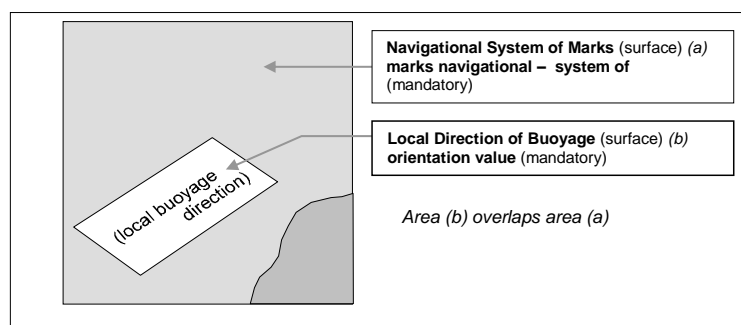 Navigational System of Marks (surface) (a)
marks navigational – system of
(mandatory)
Local Direction of Buoyage (surface) (b)
orientation value (mandatory)
(local buoyage
direction)
Area (b) overlaps area (a)